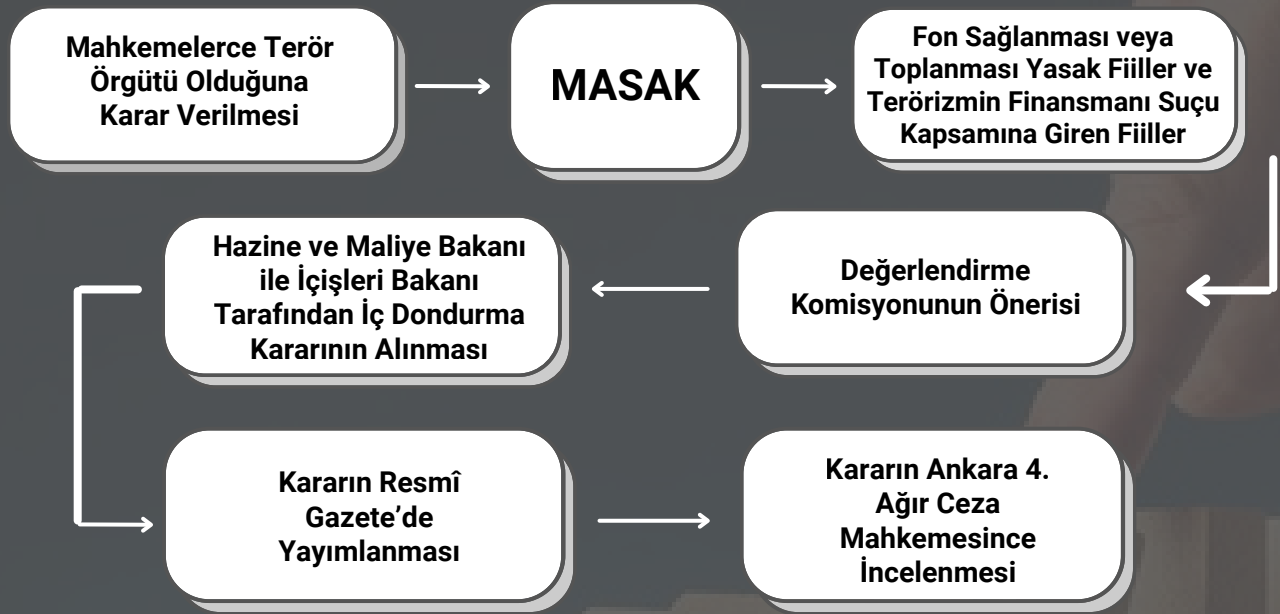 Mahkemelerce Terör
Örgütü Olduğuna
Karar Verilmesi
MASAK
Fon Sağlanması veya
Toplanması Yasak Fiiller ve
Terörizmin Finansmanı Suçu
Kapsamına Giren Fiiller
Değerlendirme
Komisyonunun Önerisi
Hazine ve Maliye Bakanı
ile İçişleri Bakanı
Tarafından İç Dondurma
Kararının Alınması
Kararın Resmî
Gazete’de
Yayımlanması
Kararın Ankara 4.
Ağır Ceza
Mahkemesince
İncelenmesi